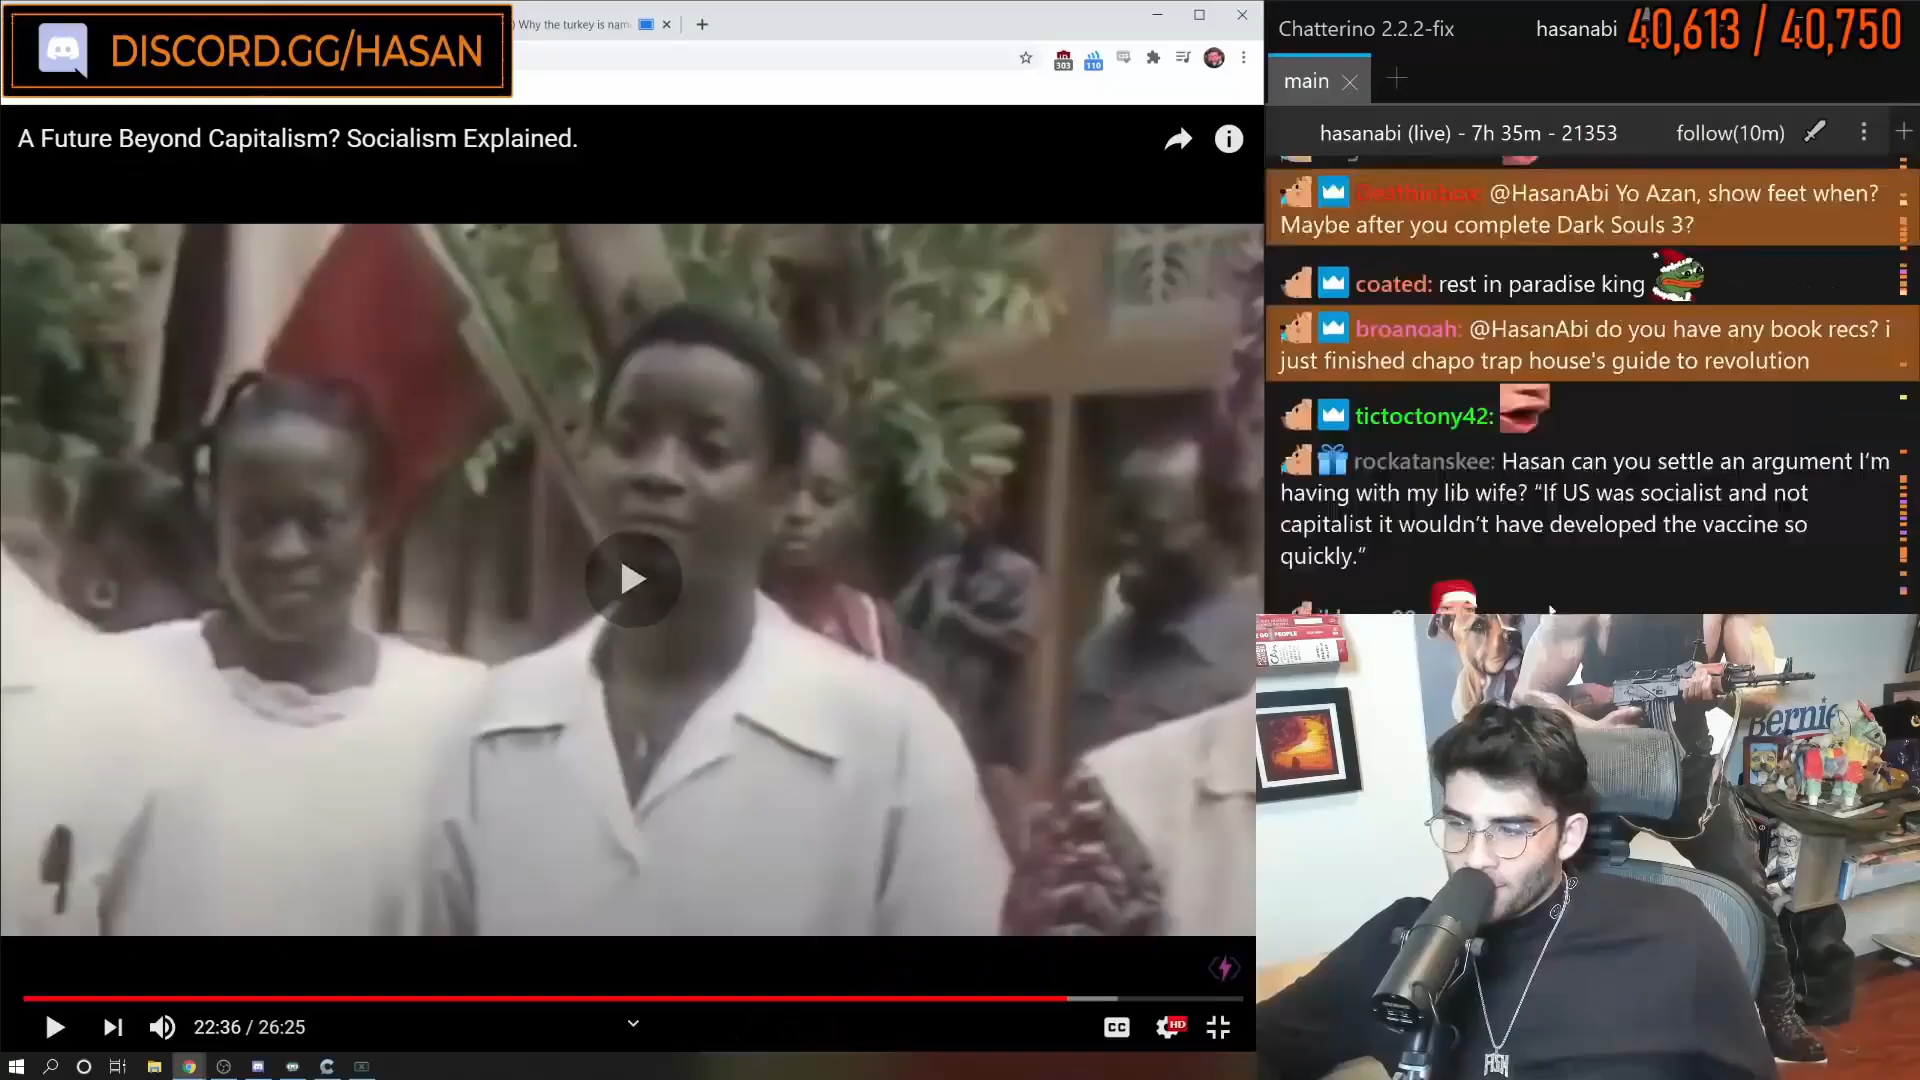 DISCORD.GG/HASAN
Why the turkey is nam
303
110
A Future Beyond Capitalism? Socialism Explained.
22:36 / 26:25
CC
HD
Chatterino 2.2.2-fix
hasanabi
40,613 / 40,750
main
hasanabi (live) - 7h 35m - 21353
follow(10m)
@HasanAbi Yo Azan, show feet when?
Maybe after you complete Dark Souls 3?
coated: rest in paradise king
broanoah: @HasanAbi do you have any book recs? i
just finished chapo trap house's guide to revolution
tictoctony42:
rockatanskee: Hasan can you settle an argument I’m
having with my lib wife? “If US was socialist and not
capitalist it wouldn’t have developed the vaccine so
quickly.“
PEOPLE
Bernie